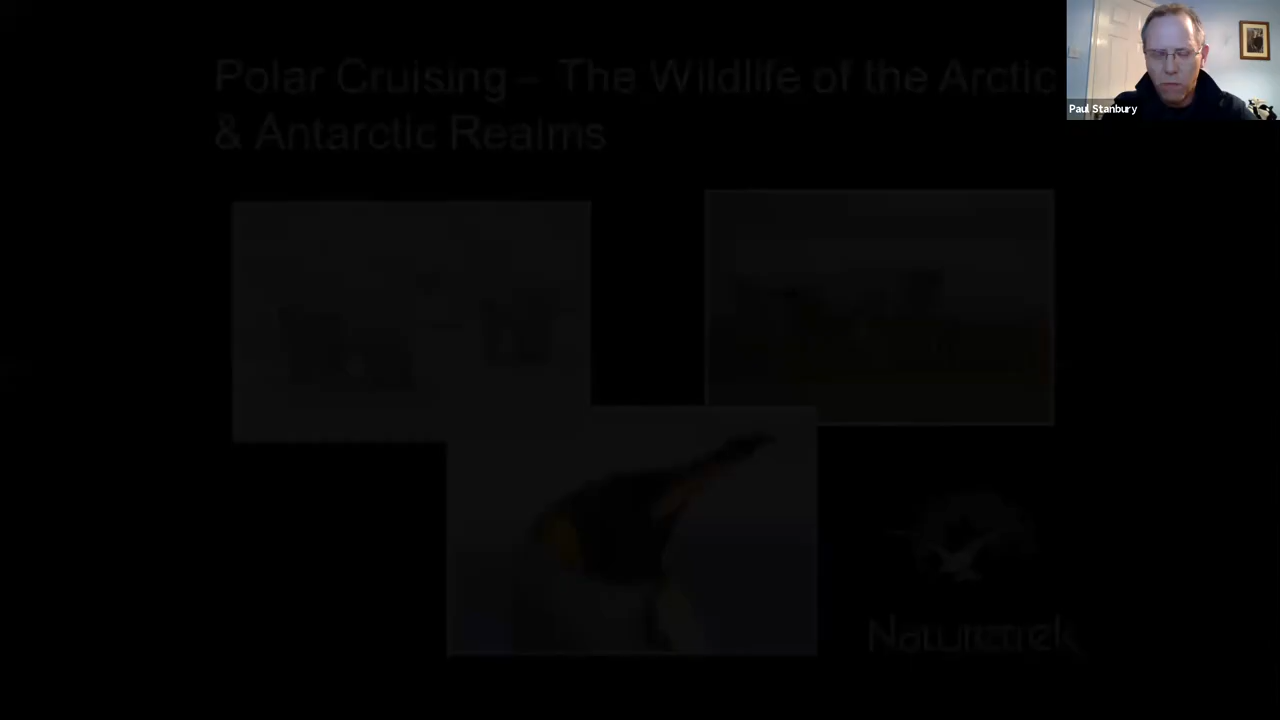 Polar Cruising – The Wildlife of the Arctic
& Antarctic Realms
Paul Stanbury
Naturetrek